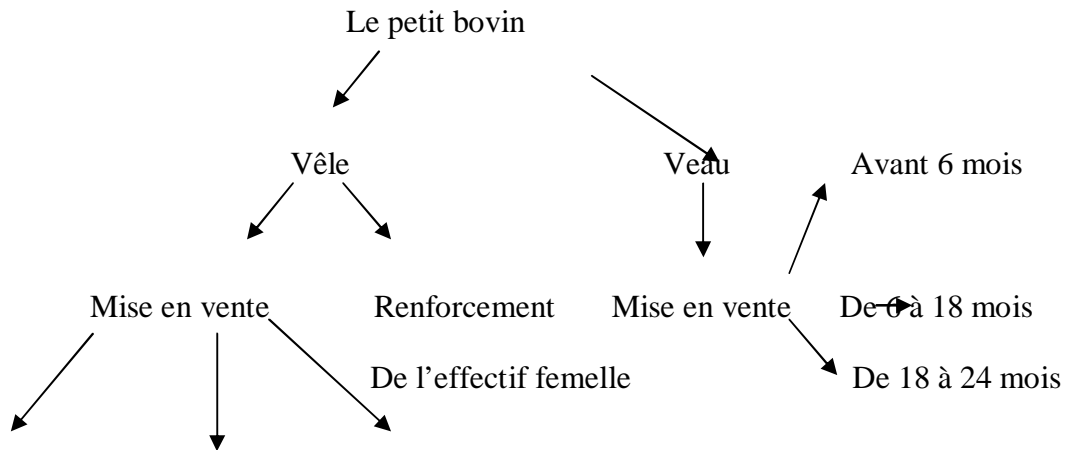 Le petit bovin
Vêle Veau Avant 6 mois
Mise en vente Renforcement Mise en vente De 6 à 18 mois
De l’effectif femelle De 18 à 24 mois